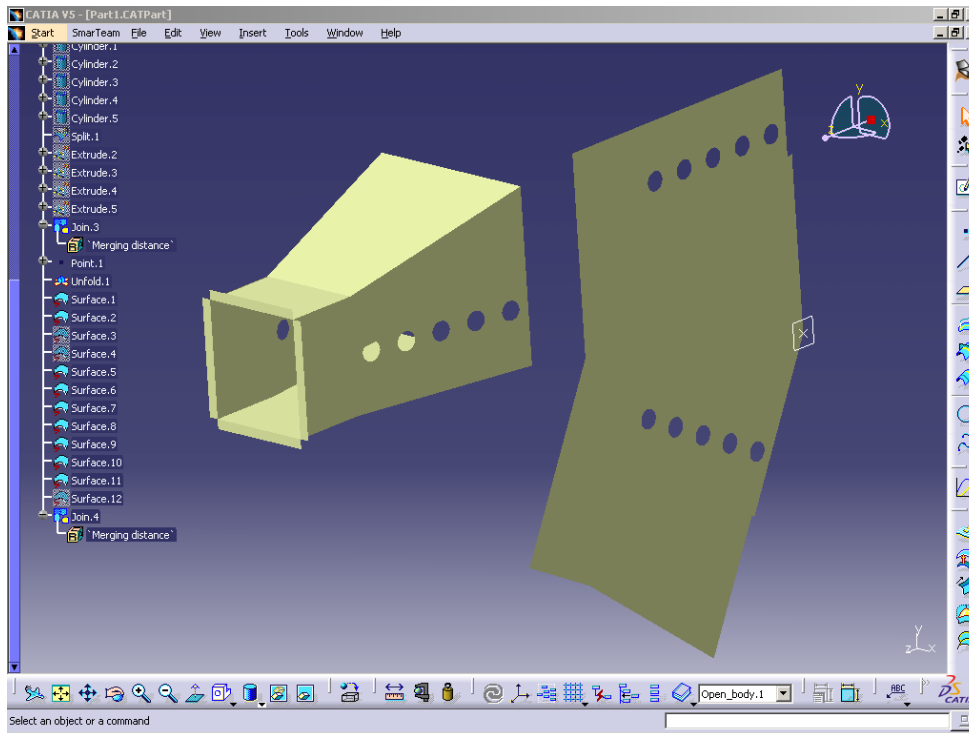 CATIA V5 - [Part1.CATPart]
Start SmarTeam File Edit View Insert Tools Window Help
Cylinder.1
Cylinder.2
Cylinder.3
Cylinder.4
Cylinder.5
Split.1
Extrude.2
Extrude.3
Extrude.4
Extrude.5
Join.3
`Merging distance`
Point.1
Unfold.1
Surface.1
Surface.2
Surface.3
Surface.4
Surface.5
Surface.6
Surface.7
Surface.8
Surface.9
Surface.10
Surface.11
Surface.12
Join.4
`Merging distance`
y
x
z
y
z x
Open_body.1
ABC
CATIA
Select an object or a command